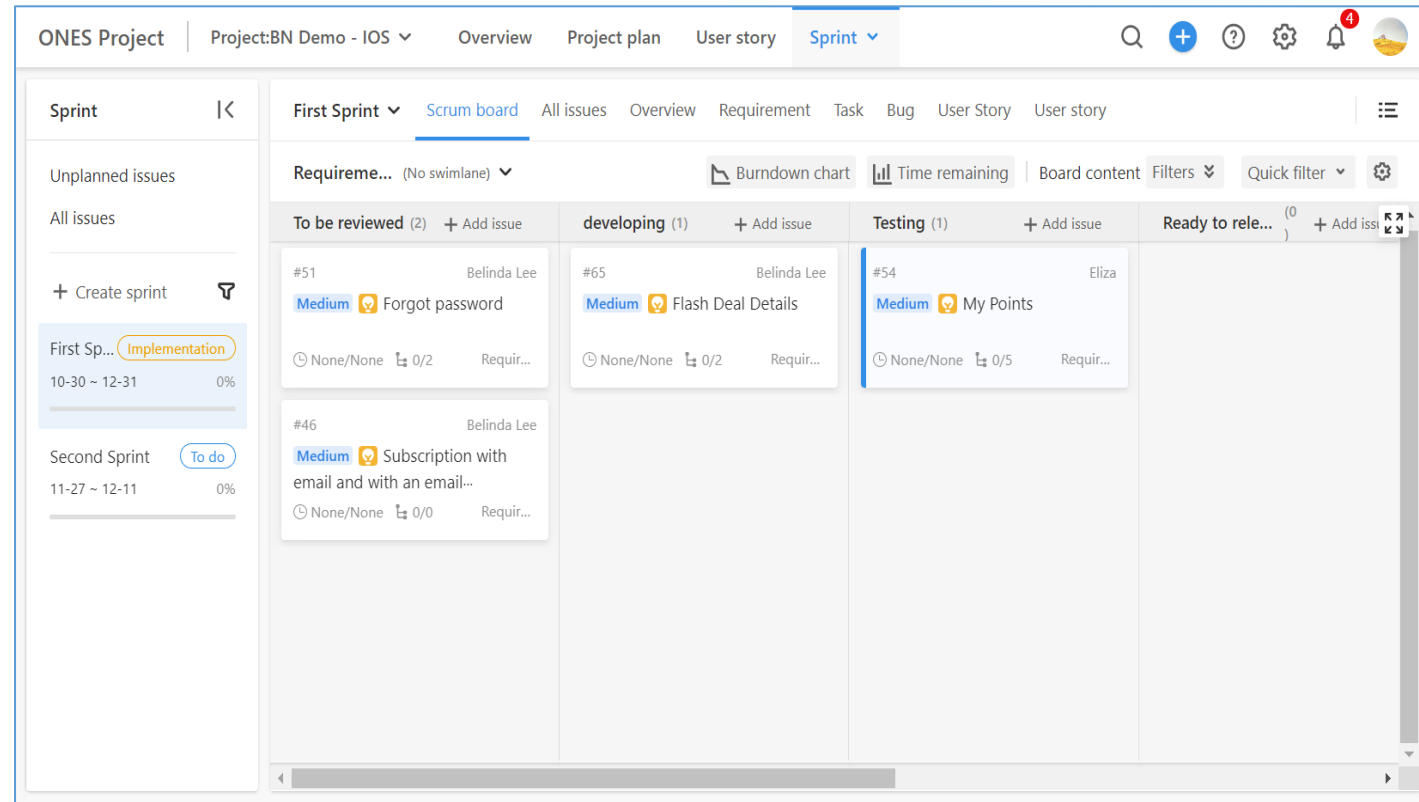 ONES Project Project:BN Demo - IOS Overview Project plan User story Sprint 4
Sprint
Unplanned issues
All issues
+ Create sprint
First Sp... Implementation
10-30 ~ 12-31 0%
Second Sprint To do
11-27 ~ 12-11 0%
First Sprint Scrum board All issues Overview Requirement Task Bug User Story User story
Requireme... (No swimlane) Burndown chart Time remaining Board content Filters Quick filter
To be reviewed (2) + Add issue developing (1) + Add issue Testing (1) + Add issue Ready to rele... (0) + Add iss
#51 Belinda Lee
Medium Forgot password
None/None 0/2 Requir...
#46 Belinda Lee
Medium Subscription with
email and with an email...
None/None 0/0 Requir...
#65 Belinda Lee
Medium Flash Deal Details
None/None 0/2 Requir...
#54 Eliza
Medium My Points
None/None 0/5 Requir...